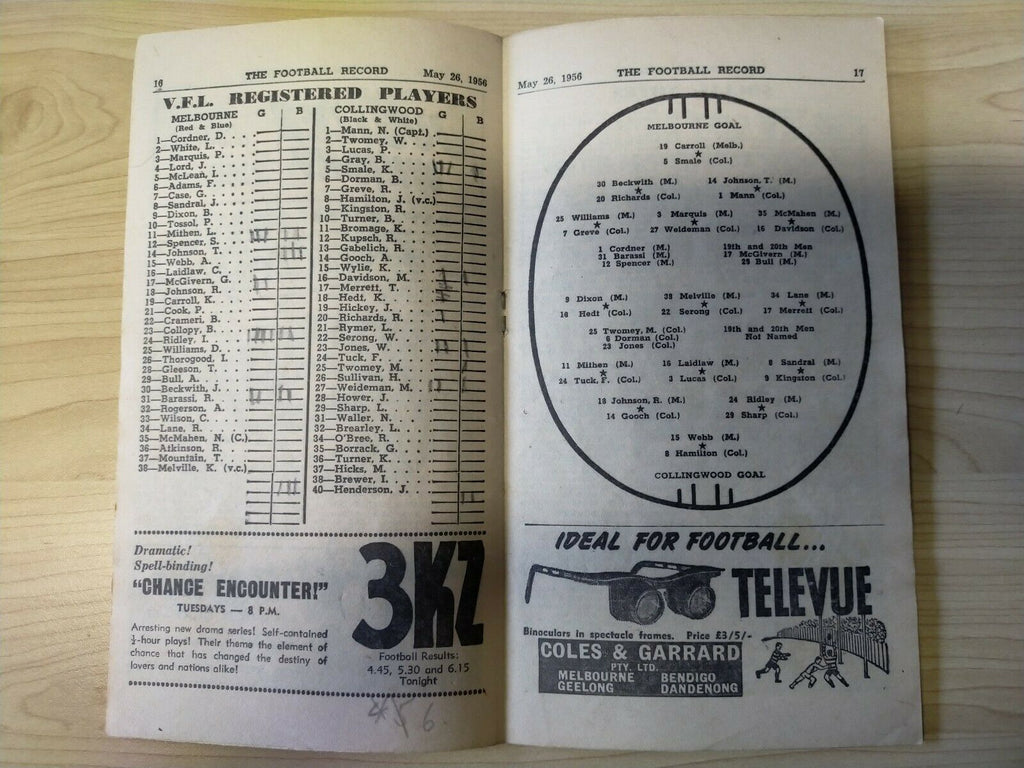 16 THE FOOTBALL RECORD May 26, 1956
V.F.L. REGISTERED PLAYERS
MELBOURNE G B
(Red & Blue)
1—Cordner, D.
2—White, L.
3—Marquis, P.
4—Lord, J.
5—McLean, I.
6—Adams, F.
7—Case, G.
8—Sandral, J.
9—Dixon, B.
10—Tossol, P.
11—Mithen, L.
12—Spencer, S.
14—Johnson, T.
15—Webb, A.
16—Laidlaw, C.
17—McGivern, G.
18—Johnson, R.
19—Carroll, K.
21—Cook, P.
22—Crameri, B.
23—Collopy, B.
24—Ridley, I.
25—Williams, D.
26—Thorogood, I.
28—Gleeson, T.
29—Bull, A.
30—Beckwith, J.
31—Barassi, R.
32—Rogerson, A.
33—Wilson, C.
34—Lane, R.
35—McMahen, N. (C.)
36—Atkinson, R.
37—Mountain, T.
38—Melville, K. (v.c.)
COLLINGWOOD G B
(Black & White)
1—Mann, N. (Capt.)
2—Twomey, W.
3—Lucas, P.
4—Gray, B.
5—Smale, K.
6—Dorman, B.
7—Greve, R.
8—Hamilton, J. (v.c.)
9—Kingston, R.
10—Turner, B.
11—Bromage, K.
12—Kupsch, R.
13—Gabelich, R.
14—Gooch, A.
15—Wylie, K.
16—Davidson, M.
17—Merrett, T.
18—Hedt, K.
19—Hickey, J.
20—Richards, R.
21—Rymer, L.
22—Serong, W.
23—Jones, W.
24—Tuck, F.
25—Twomey, M.
26—Sullivan, H.
27—Weideman, M.
28—Hower, J.
29—Sharp, L.
31—Waller, N.
32—Brearley, L.
34—O'Bree, R.
35—Borrack, G.
36—Turner, K.
37—Hicks, M.
38—Brewer, I.
40—Henderson, J.
Dramatic!
Spell-binding!
"CHANCE ENCOUNTER!"
TUESDAYS — 8 P.M.
Arresting new drama series! Self-contained
½-hour plays! Their theme the element of
chance that has changed the destiny of
lovers and nations alike!
3KZ
Football Results:
4.45, 5.30 and 6.15
Tonight
May 26, 1956 THE FOOTBALL RECORD 17
MELBOURNE GOAL
19 Carroll (Melb.)
5 Smale (Col.)
30 Beckwith (M.) 14 Johnson, T. (M.)
20 Richards (Col.) 1 Mann (Col.)
25 Williams (M.) 3 Marquis (M.) 35 McMahen (M.)
7 Greve (Col.) 27 Weideman (Col.) 16 Davidson (Col.)
1 Cordner (M.) 19th and 20th Men
31 Barassi (M.) 17 McGivern (M.)
12 Spencer (M.) 29 Bull (M.)
9 Dixon (M.) 38 Melville (M.) 34 Lane (M.)
18 Hedt (Col.) 22 Serong (Col.) 17 Merrett (Col.)
25 Twomey, M. (Col.) 19th and 20th Men
6 Dorman (Col.) Not Named
23 Jones (Col.)
11 Mithen (M.) 16 Laidlaw (M.) 8 Sandral (M.)
24 Tuck, F. (Col.) 3 Lucas (Col.) 9 Kingston (Col.)
18 Johnson, R. (M.) 24 Ridley (M.)
14 Gooch (Col.) 29 Sharp (Col.)
15 Webb (M.)
8 Hamilton (Col.)
COLLINGWOOD GOAL
IDEAL FOR FOOTBALL...
TELEVUE
Binoculars in spectacle frames. Price £3/5/-
COLES & GARRARD
PTY. LTD.
MELBOURNE BENDIGO
GEELONG DANDENONG